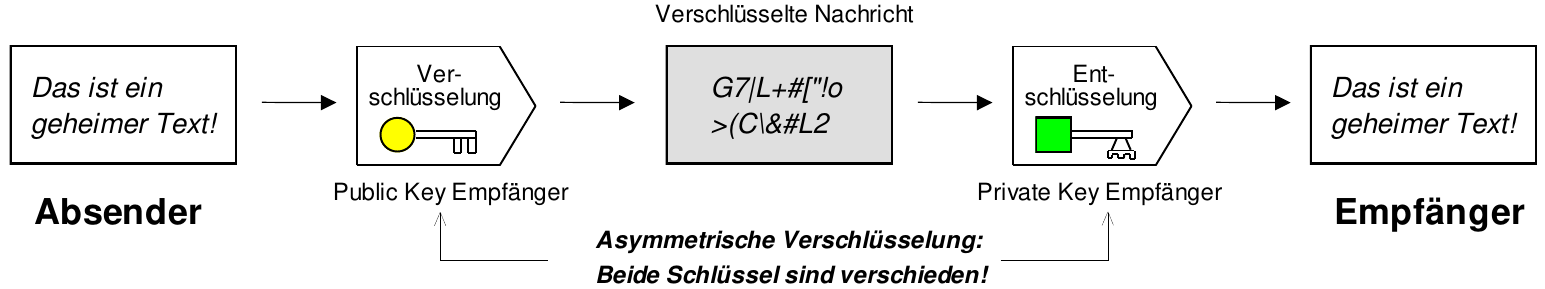 Verschlüsselte Nachricht
Das ist ein
geheimer Text!
Ver-
schlüsselung
G7|L+#["!o
>(C\&#L2
Ent-
schlüsselung
Das ist ein
geheimer Text!
Public Key Empfänger
Private Key Empfänger
Absender
Empfänger
Asymmetrische Verschlüsselung:
Beide Schlüssel sind verschieden!